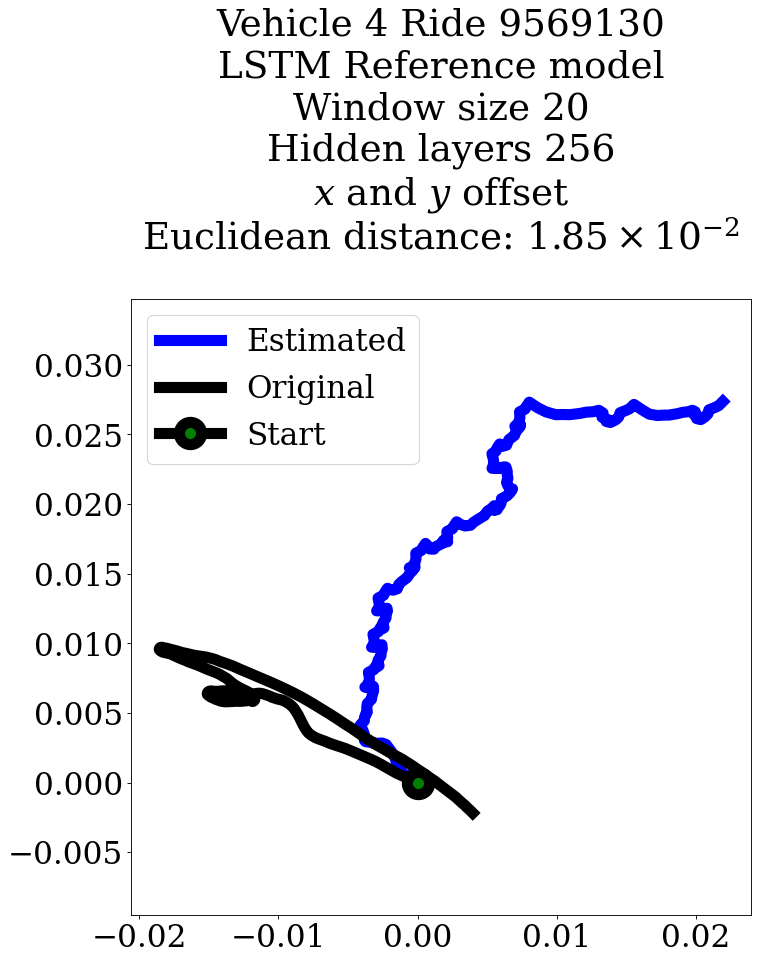 Vehicle 4 Ride 9569130
LSTM Reference model
Window size 20
Hidden layers 256
x and y offset
Euclidean distance: 1.85 × 10⁻²
Estimated
Original
Start
0.030
0.025
0.020
0.015
0.010
0.005
0.000
−0.005
−0.02 −0.01 0.00 0.01 0.02